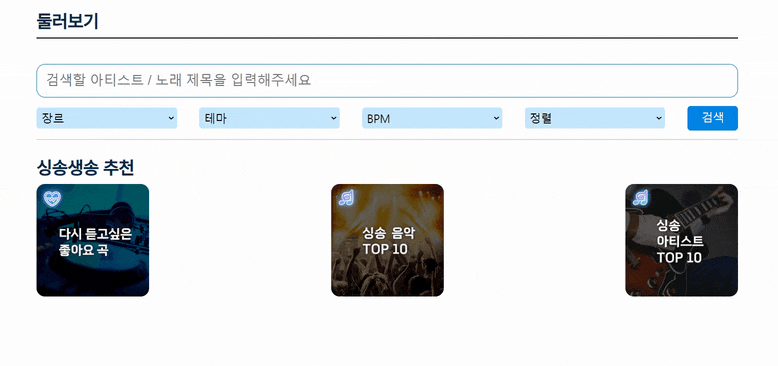 둘러보기
검색할 아티스트 / 노래 제목을 입력해주세요
장르 테마 BPM 정렬 검색
싱송생송 추천
다시 듣고싶은
좋아요 곡
싱송 음악
TOP 10
싱송
아티스트
TOP 10